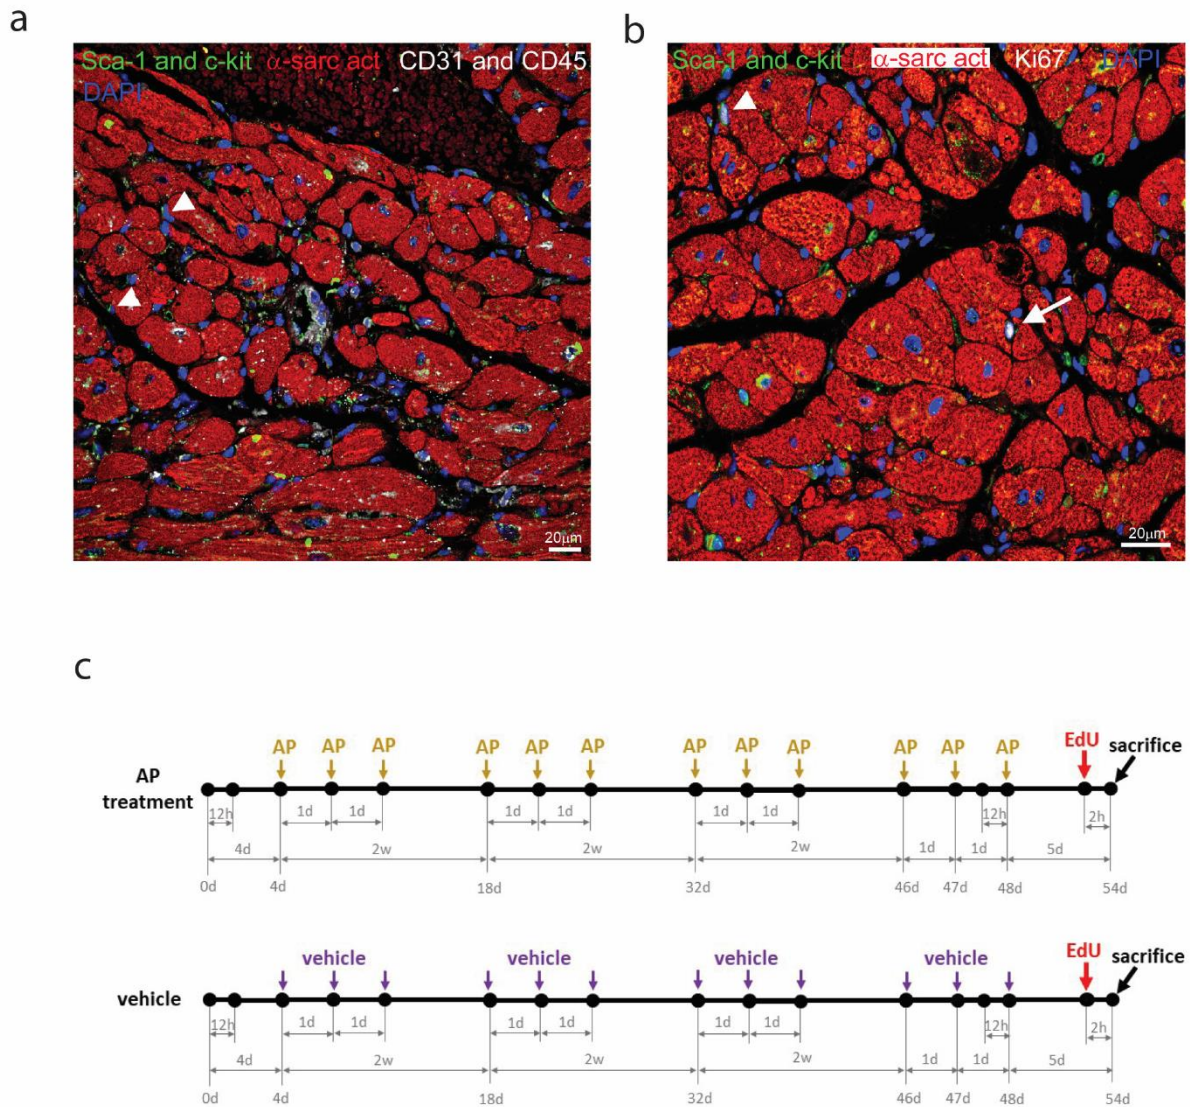 a
Sca-1 and c-kit α-sarc act CD31 and CD45
DAPI
20μm
b
Sca-1 and c-kit α-sarc act Ki67 DAPI
20μm
c
AP AP AP AP AP AP AP AP AP AP AP AP EdU sacrifice
AP
treatment
12h 1d 1d 1d 1d 1d 1d 12h 2h
4d 2w 2w 2w 1d 1d 5d
0d 4d 18d 32d 46d 47d 48d 54d
vehicle vehicle vehicle vehicle EdU sacrifice
vehicle
12h 1d 1d 1d 1d 1d 1d 12h 2h
4d 2w 2w 2w 1d 1d 5d
0d 4d 18d 32d 46d 47d 48d 54d